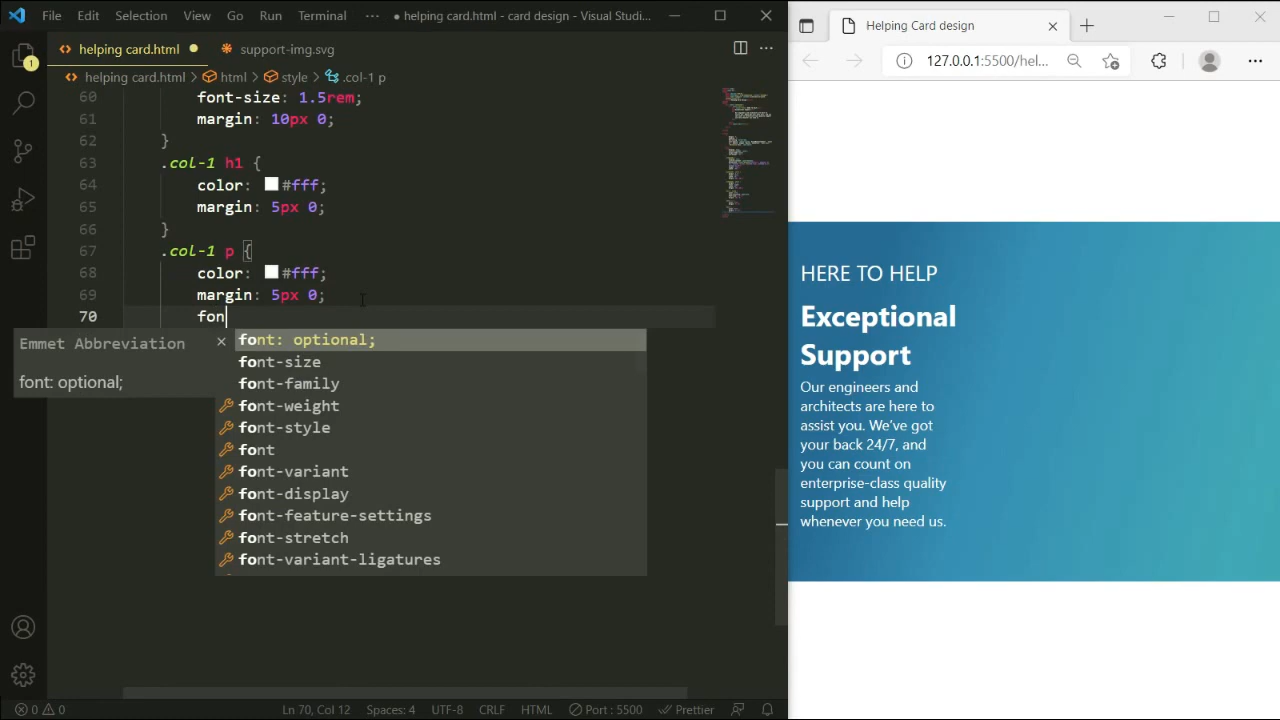 File Edit Selection View Go Run Terminal ··· ● helping card.html - card design - Visual Studi...
helping card.html ● support-img.svg
helping card.html > html > style > .col-1 p
60 font-size: 1.5rem;
61 margin: 10px 0;
62 }
63 .col-1 h1 {
64 color: #fff;
65 margin: 5px 0;
66 }
67 .col-1 p {
68 color: #fff;
69 margin: 5px 0;
70 fon
Emmet Abbreviation
font: optional;
font: optional;
font-size
font-family
font-weight
font-style
font
font-variant
font-display
font-feature-settings
font-stretch
font-variant-ligatures
1
0 0 Ln 70, Col 12 Spaces: 4 UTF-8 CRLF HTML Port : 5500 Prettier
Helping Card design
127.0.0.1:5500/hel...
HERE TO HELP
Exceptional
Support
Our engineers and
architects are here to
assist you. We've got
your back 24/7, and
you can count on
enterprise-class quality
support and help
whenever you need us.